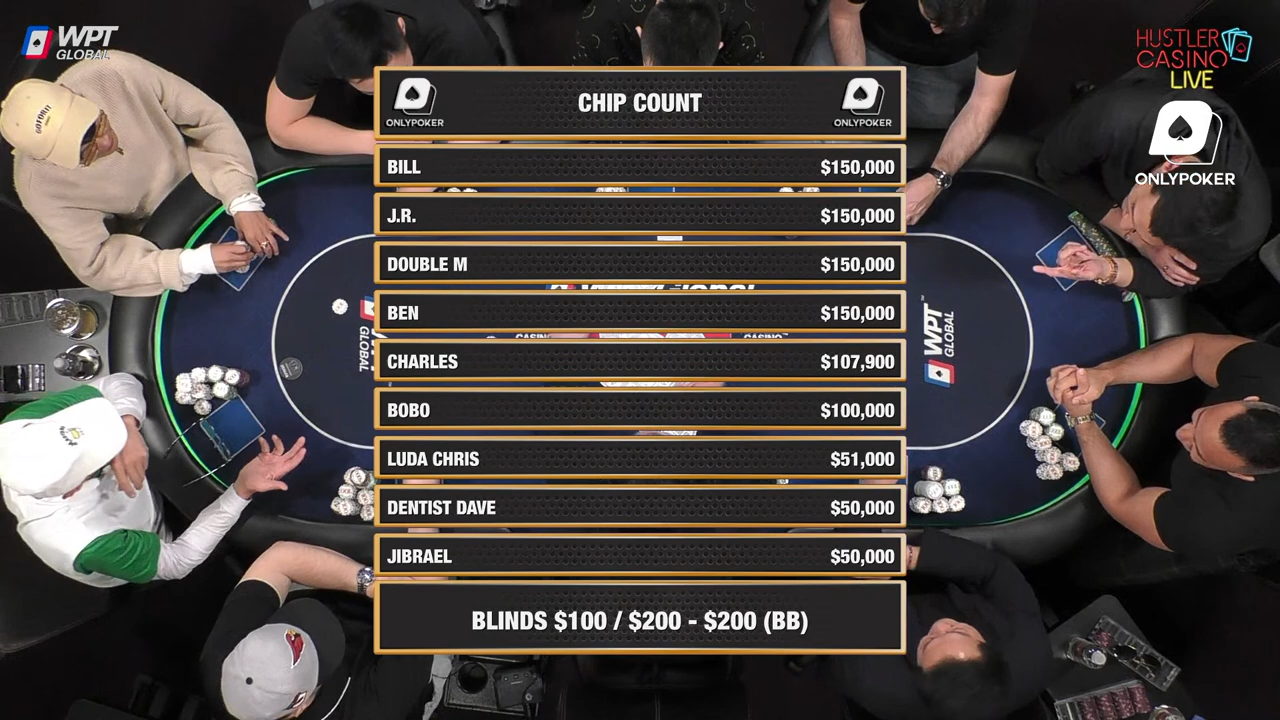 WPT
GLOBAL
HUSTLER
CASINO
LIVE
ONLYPOKER
CHIP COUNT
ONLYPOKER
ONLYPOKER
BILL $150,000
J.R. $150,000
DOUBLE M $150,000
BEN $150,000
CHARLES $107,900
BOBO $100,000
LUDA CHRIS $51,000
DENTIST DAVE $50,000
JIBRAEL $50,000
BLINDS $100 / $200 - $200 (BB)
WPT
GLOBAL
GLOBAL